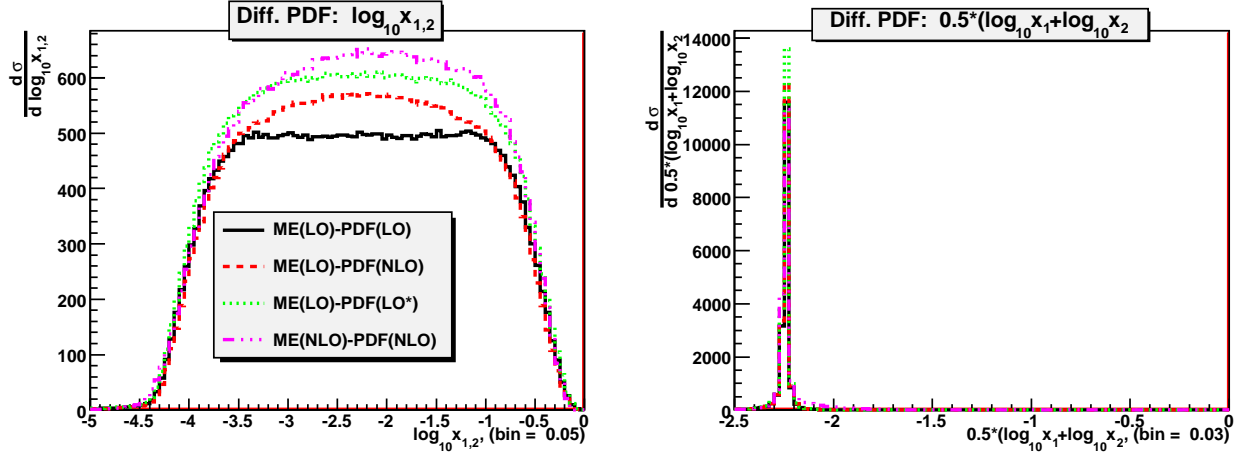 Diff. PDF: log10x1,2
dσ
d log10x1,2
600
500
400
300
200
100
0
ME(LO)-PDF(LO)
ME(LO)-PDF(NLO)
ME(LO)-PDF(LO*)
ME(NLO)-PDF(NLO)
-5 -4.5 -4 -3.5 -3 -2.5 -2 -1.5 -1 -0.5 0
log10x1,2, (bin = 0.05)
Diff. PDF: 0.5*(log10x1+log10x2
dσ
d 0.5*(log10x1+log10x2
14000
12000
10000
8000
6000
4000
2000
0
-2.5 -2 -1.5 -1 -0.5 0
0.5*(log10x1+log10x2, (bin = 0.03)